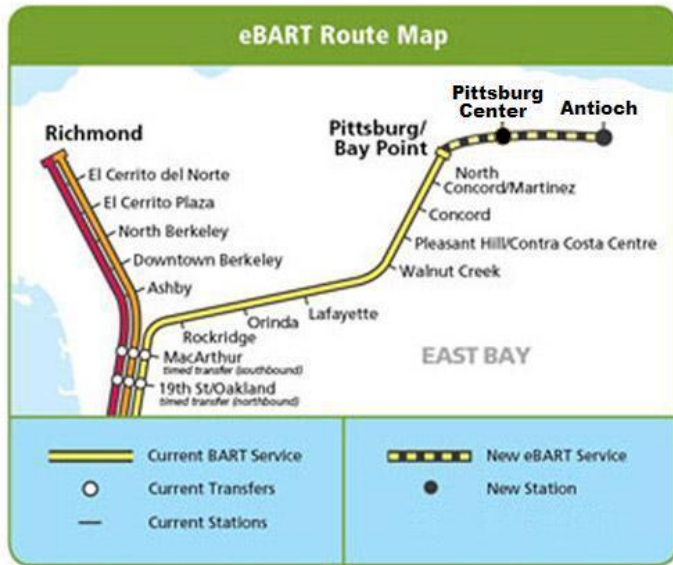 eBART Route Map
Richmond
El Cerrito del Norte
El Cerrito Plaza
North Berkeley
Downtown Berkeley
Ashby
Pittsburg/
Bay Point
Pittsburg
Center
Antioch
North
Concord/Martinez
Concord
Pleasant Hill/Contra Costa Centre
Walnut Creek
Lafayette
Orinda
Rockridge
MacArthur
timed transfer (southbound)
19th St/Oakland
timed transfer (northbound)
EAST BAY
Current BART Service
Current Transfers
Current Stations
New eBART Service
New Station